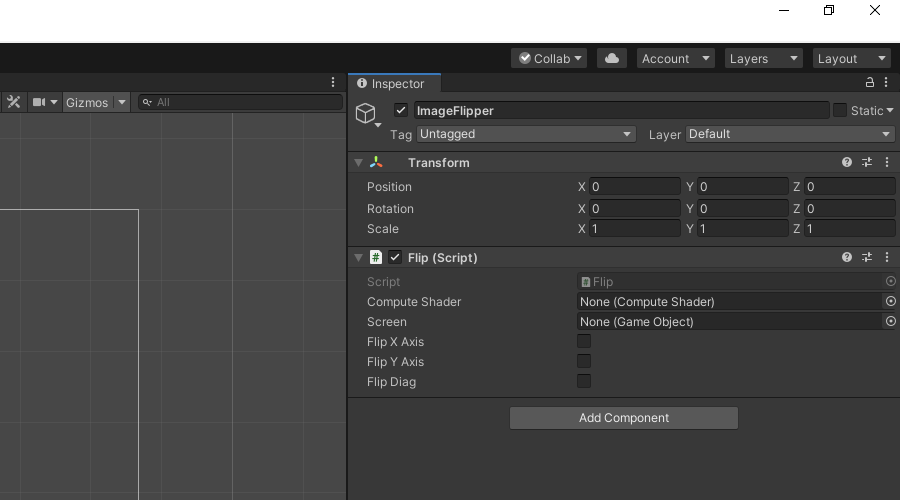 Collab Account Layers Layout
Inspector
Gizmos All
ImageFlipper Static
Tag Untagged Layer Default
Transform
Position X 0 Y 0 Z 0
Rotation X 0 Y 0 Z 0
Scale X 1 Y 1 Z 1
# Flip (Script)
Script # Flip
Compute Shader None (Compute Shader)
Screen None (Game Object)
Flip X Axis
Flip Y Axis
Flip Diag
Add Component